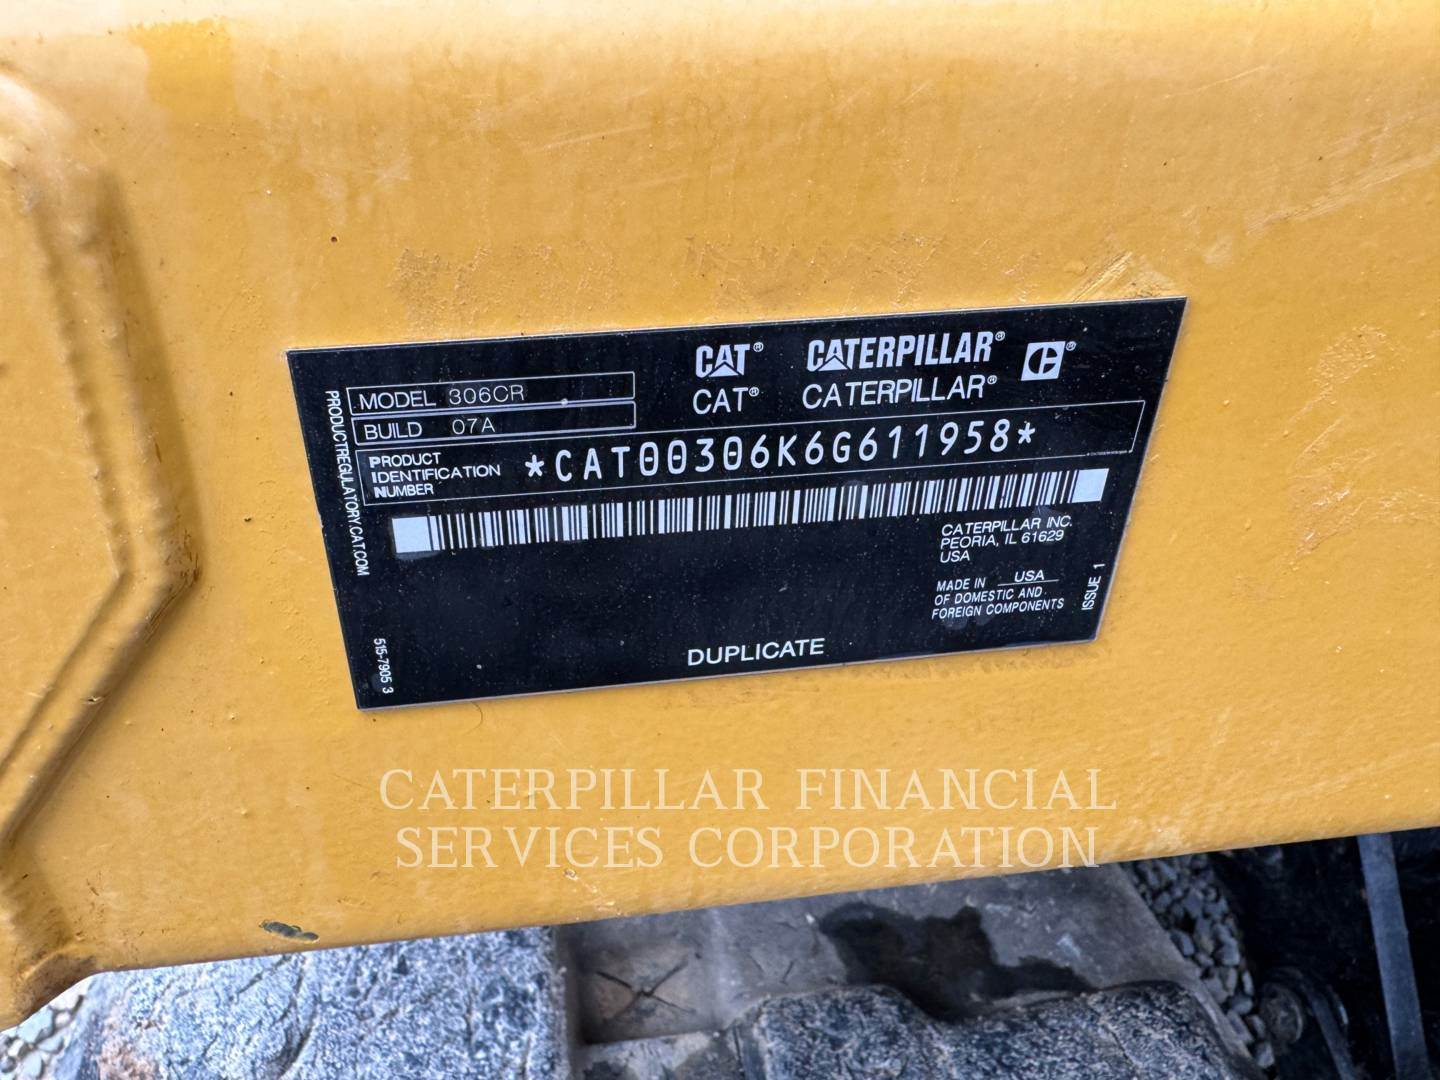 CAT® CATERPILLAR® C®
CAT® CATERPILLAR®
MODEL 306CR
BUILD 07A
PRODUCT
IDENTIFICATION
NUMBER
*CAT00306K6G611958*
PRODUCTREGULATORY.CAT.COM
CATERPILLAR INC.
PEORIA, IL 61629
USA
MADE IN USA
OF DOMESTIC AND
FOREIGN COMPONENTS
ISSUE 1
515-7905 3
DUPLICATE
CATERPILLAR FINANCIAL
SERVICES CORPORATION